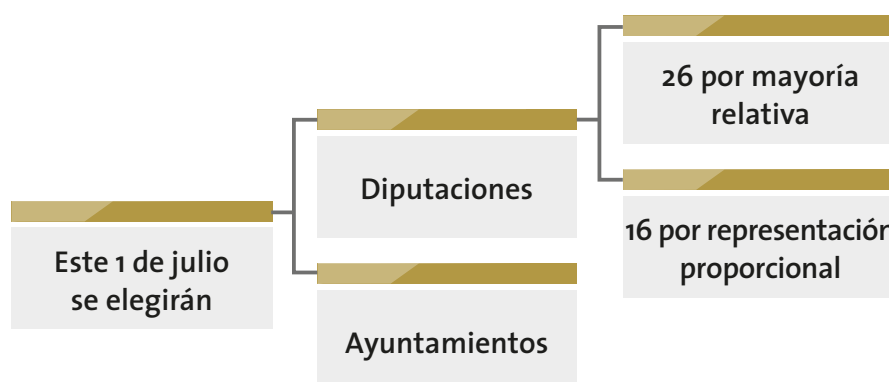 Este 1 de julio
se elegirán
Diputaciones
Ayuntamientos
26 por mayoría
relativa
16 por representación
proporcional